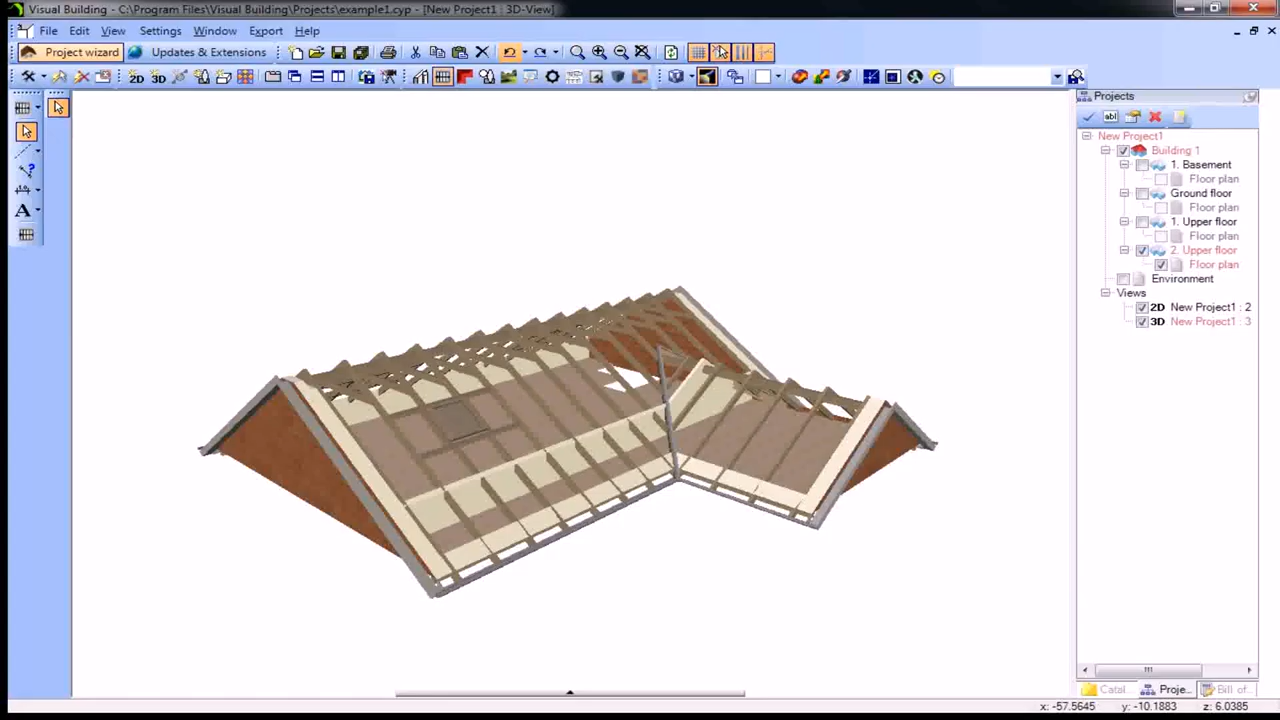 Visual Building - C:\Program Files\Visual Building\Projects\example1.cyp - [New Project1 : 3D-View]
File Edit View Settings Window Export Help
Project wizard Updates & Extensions
2D 3D
Projects
abl
New Project1
Building 1
1. Basement
Floor plan
Ground floor
Floor plan
1. Upper floor
Floor plan
2. Upper floor
Floor plan
Environment
Views
2D New Project1 : 2
3D New Project1 : 3
A
Catal... Proje... Bill of...
x: -57.5645 y: -10.1883 z: 6.0385